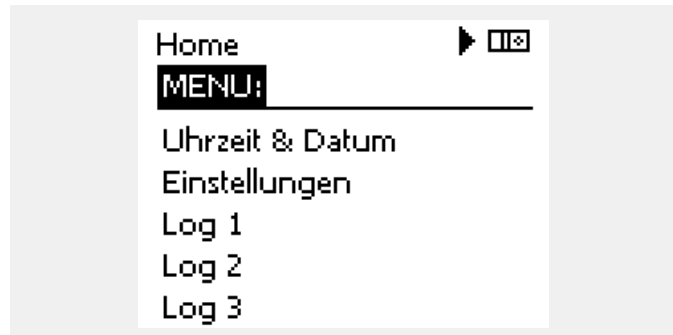 Home
MENU:
Uhrzeit & Datum
Einstellungen
Log 1
Log 2
Log 3